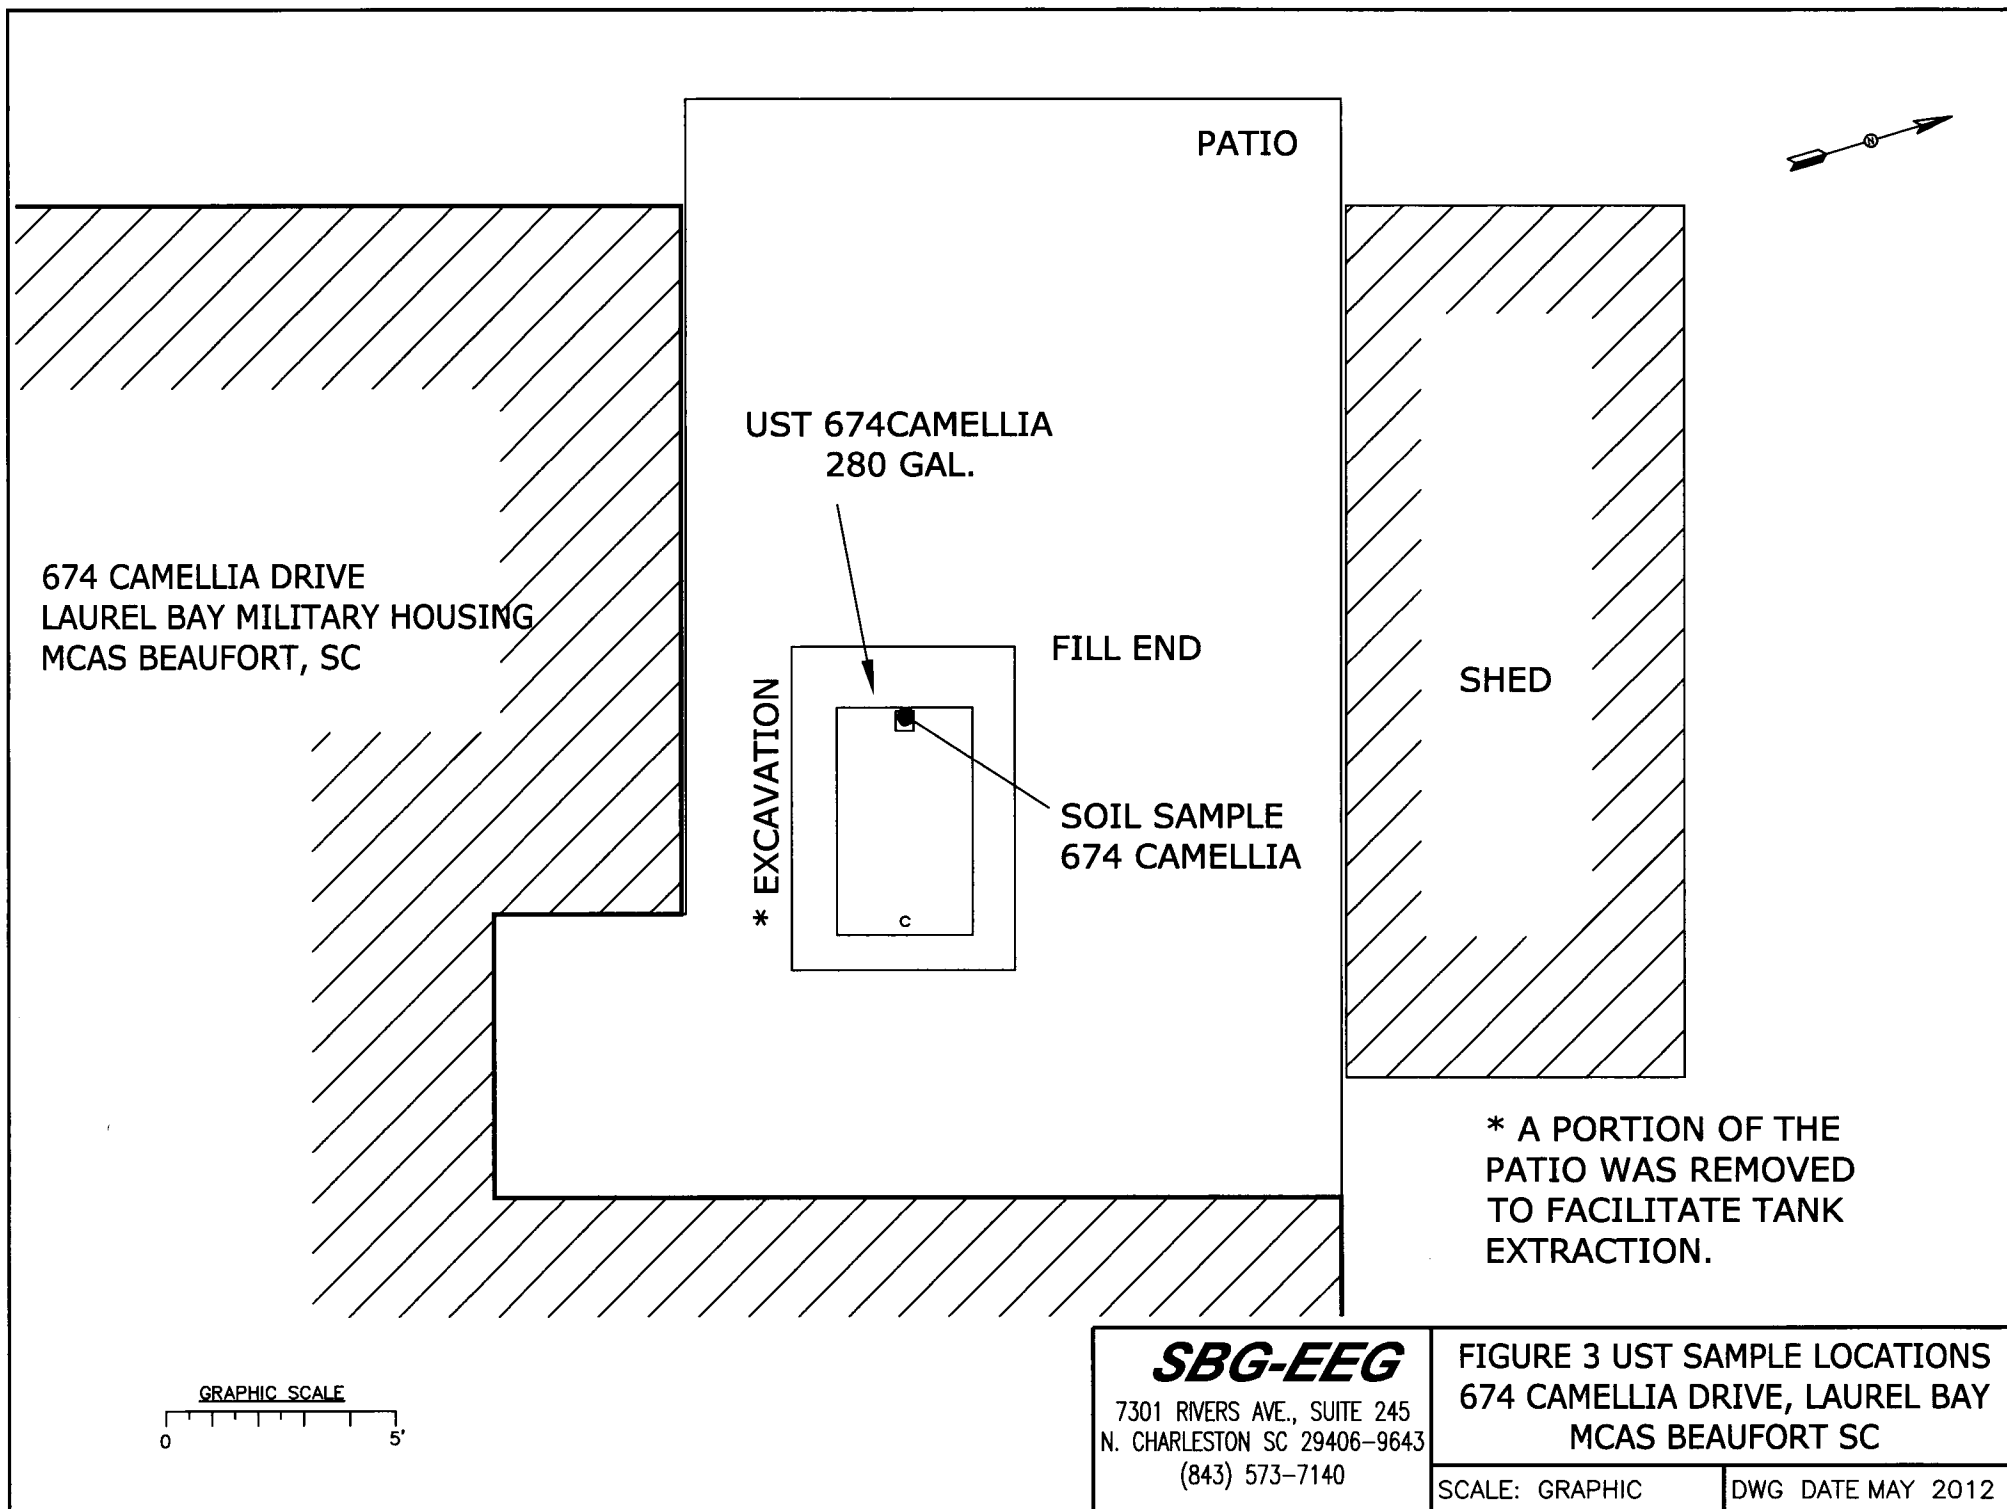 PATIO
N
UST 674CAMELLIA
280 GAL.
674 CAMELLIA DRIVE
LAUREL BAY MILITARY HOUSING
MCAS BEAUFORT, SC
FILL END
* EXCAVATION
SHED
SOIL SAMPLE
674 CAMELLIA
C
* A PORTION OF THE
PATIO WAS REMOVED
TO FACILITATE TANK
EXTRACTION.
GRAPHIC SCALE
0 5'
SBG-EEG
7301 RIVERS AVE., SUITE 245
N. CHARLESTON SC 29406-9643
(843) 573-7140
FIGURE 3 UST SAMPLE LOCATIONS
674 CAMELLIA DRIVE, LAUREL BAY
MCAS BEAUFORT SC
SCALE: GRAPHIC
DWG DATE MAY 2012